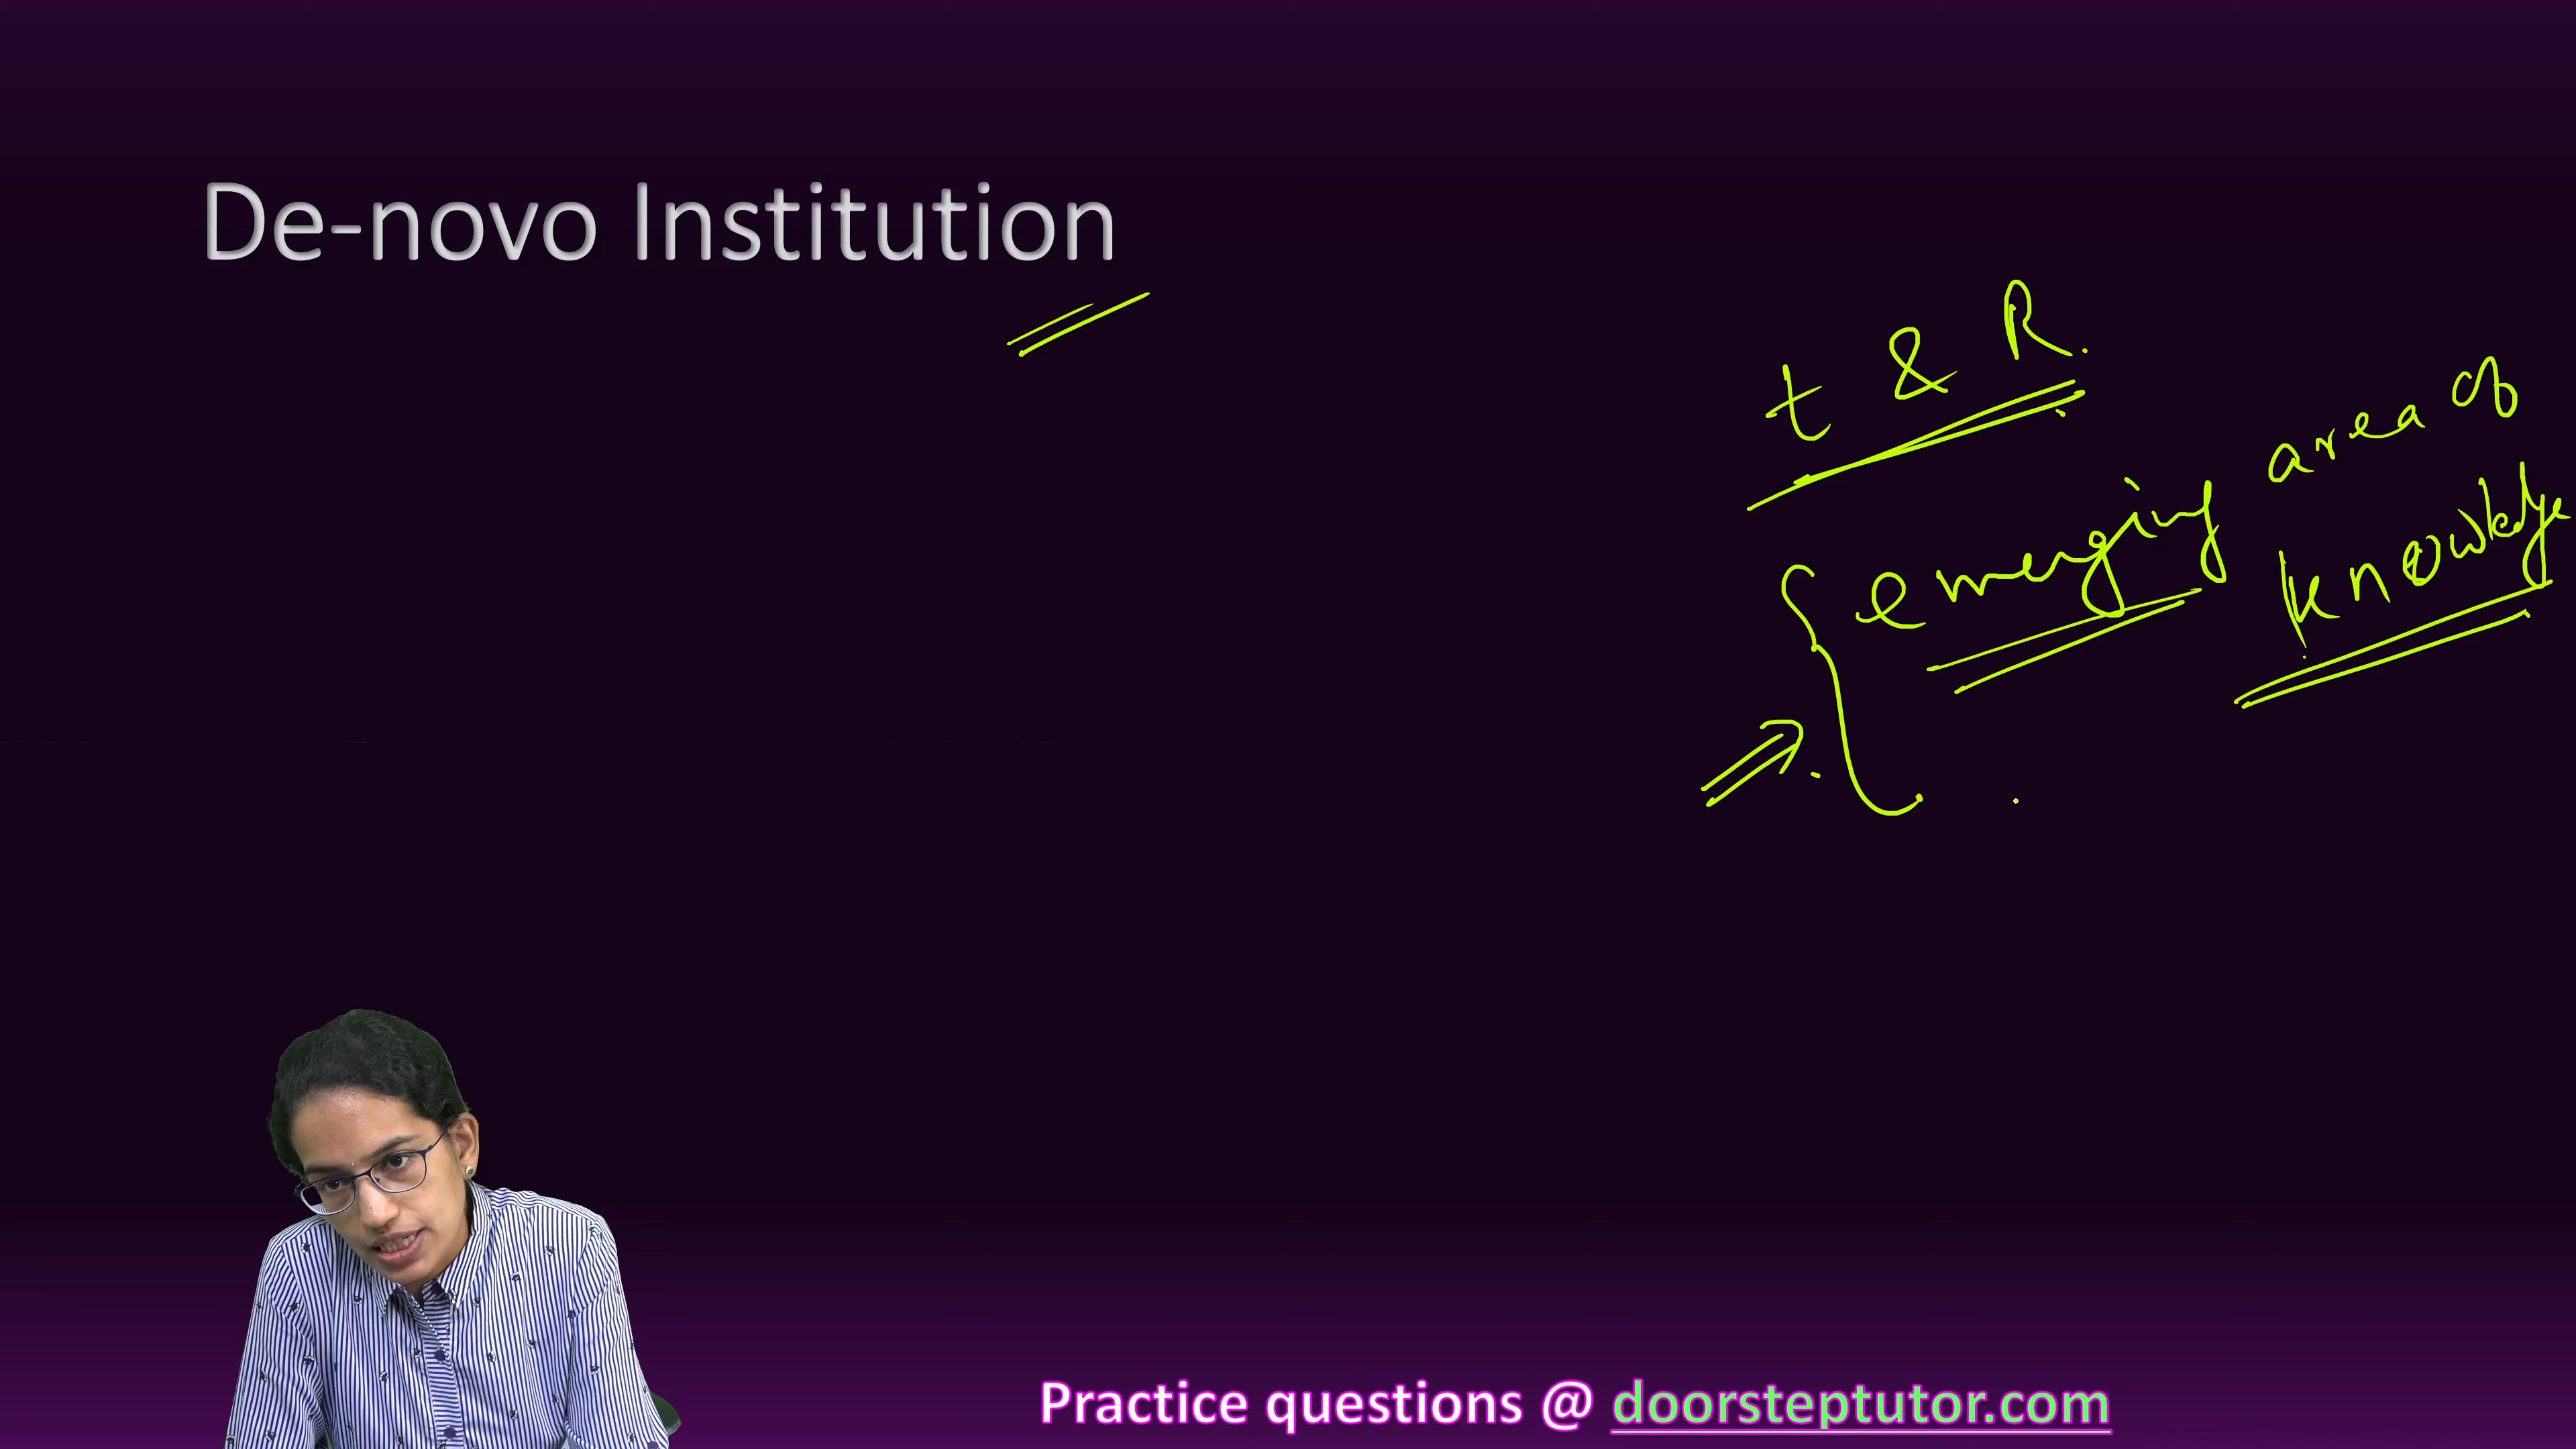 De-novo Institution
t & R.
emerging area of
knowledge
Practice questions @ doorsteptutor.com